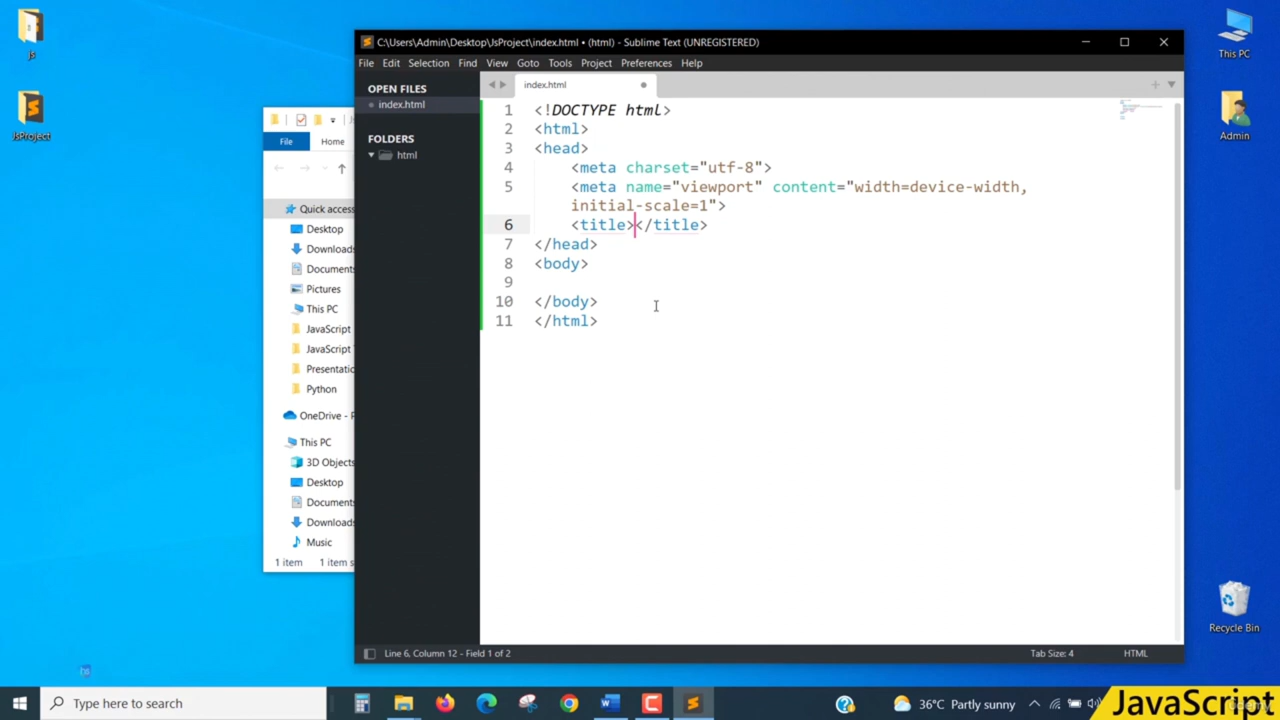 Js
JsProject
This PC
Admin
Recycle Bin
File
Home
Quick access
Desktop
Downloads
Documents
Pictures
This PC
JavaScript
JavaScript
Presentatio
Python
OneDrive - P
This PC
3D Objects
Desktop
Documents
Downloads
Music
1 item 1 item s
C:\Users\Admin\Desktop\JsProject\index.html • (html) - Sublime Text (UNREGISTERED)
File Edit Selection Find View Goto Tools Project Preferences Help
OPEN FILES
index.html
FOLDERS
html
index.html
1 <!DOCTYPE html>
2 <html>
3 <head>
4 <meta charset="utf-8">
5 <meta name="viewport" content="width=device-width,
initial-scale=1">
6 <title></title>
7 </head>
8 <body>
9
10 </body>
11 </html>
Line 6, Column 12 - Field 1 of 2
Tab Size: 4
HTML
Type here to search
36°C Partly sunny
JavaScript